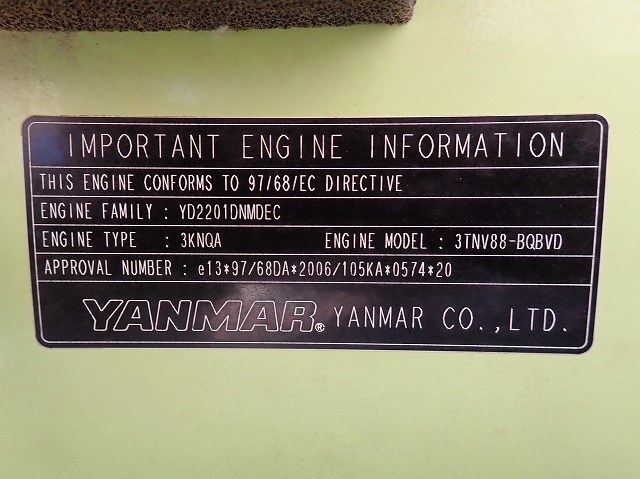 IMPORTANT ENGINE INFORMATION
THIS ENGINE CONFORMS TO 97/68/EC DIRECTIVE
ENGINE FAMILY : YD2201DNMDEC
ENGINE TYPE : 3KNQA ENGINE MODEL : 3TNV88-BQBVD
APPROVAL NUMBER : e13*97/68DA*2006/105KA*0574*20
YANMAR® YANMAR CO.,LTD.